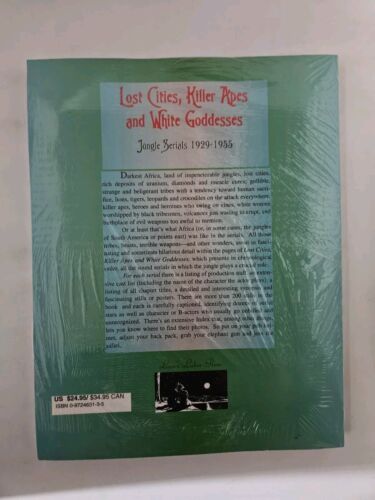 Lost Cities, Killer Apes
and White Goddesses
Jungle Serials 1929-1955
Darkest Africa, land of impenetrable jungles, lost cities,
rich deposits of uranium, diamonds and miracle cures; gullible,
strange and belligerant tribes with a tendency toward human sacri-
fice, lions, tigers, leopards and crocodiles on the attack everywhere,
killer apes, heroes and heroines who swing on vines, white women
worshipped by black tribesmen, volcanoes just waiting to erupt, and
birthplace of evil weapons too awful to mention.
Or at least that's what Africa (or, in some cases, the jungles
of South America or points east) was like in the serials. All those
tribes, beasts, terrible weapons—and other wonders, await in fasci-
nating and sometimes hilarious detail within the pages of Lost Cities,
Killer Apes and White Goddesses, which presents in chronological
order, all the sound serials in which the jungle plays a crucial role.
For each serial there is a listing of production staff, an
extensive cast list (including the name of the character the actor plays), a
listing of all chapter titles, a detailed and interesting synopsis and
fascinating stills or posters. There are more than 200 stills in the
book and each is carefully captioned, identifying dozens of serial
stars as well as character or B-actors who usually go unbilled and
unrecognized. There's an extensive Index that, among other things,
lets you know where to find their photos. So put on your pith hel-
met, adjust your back pack, grab your elephant gun and join the
safari.
US $24.95/ $34.95 CAN
ISBN 0-9724631-3-5